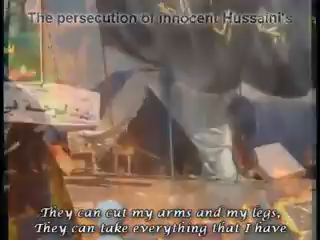 The persecution of innocent Hussaini's
They can cut my arms and my legs,
They can take everything that I have